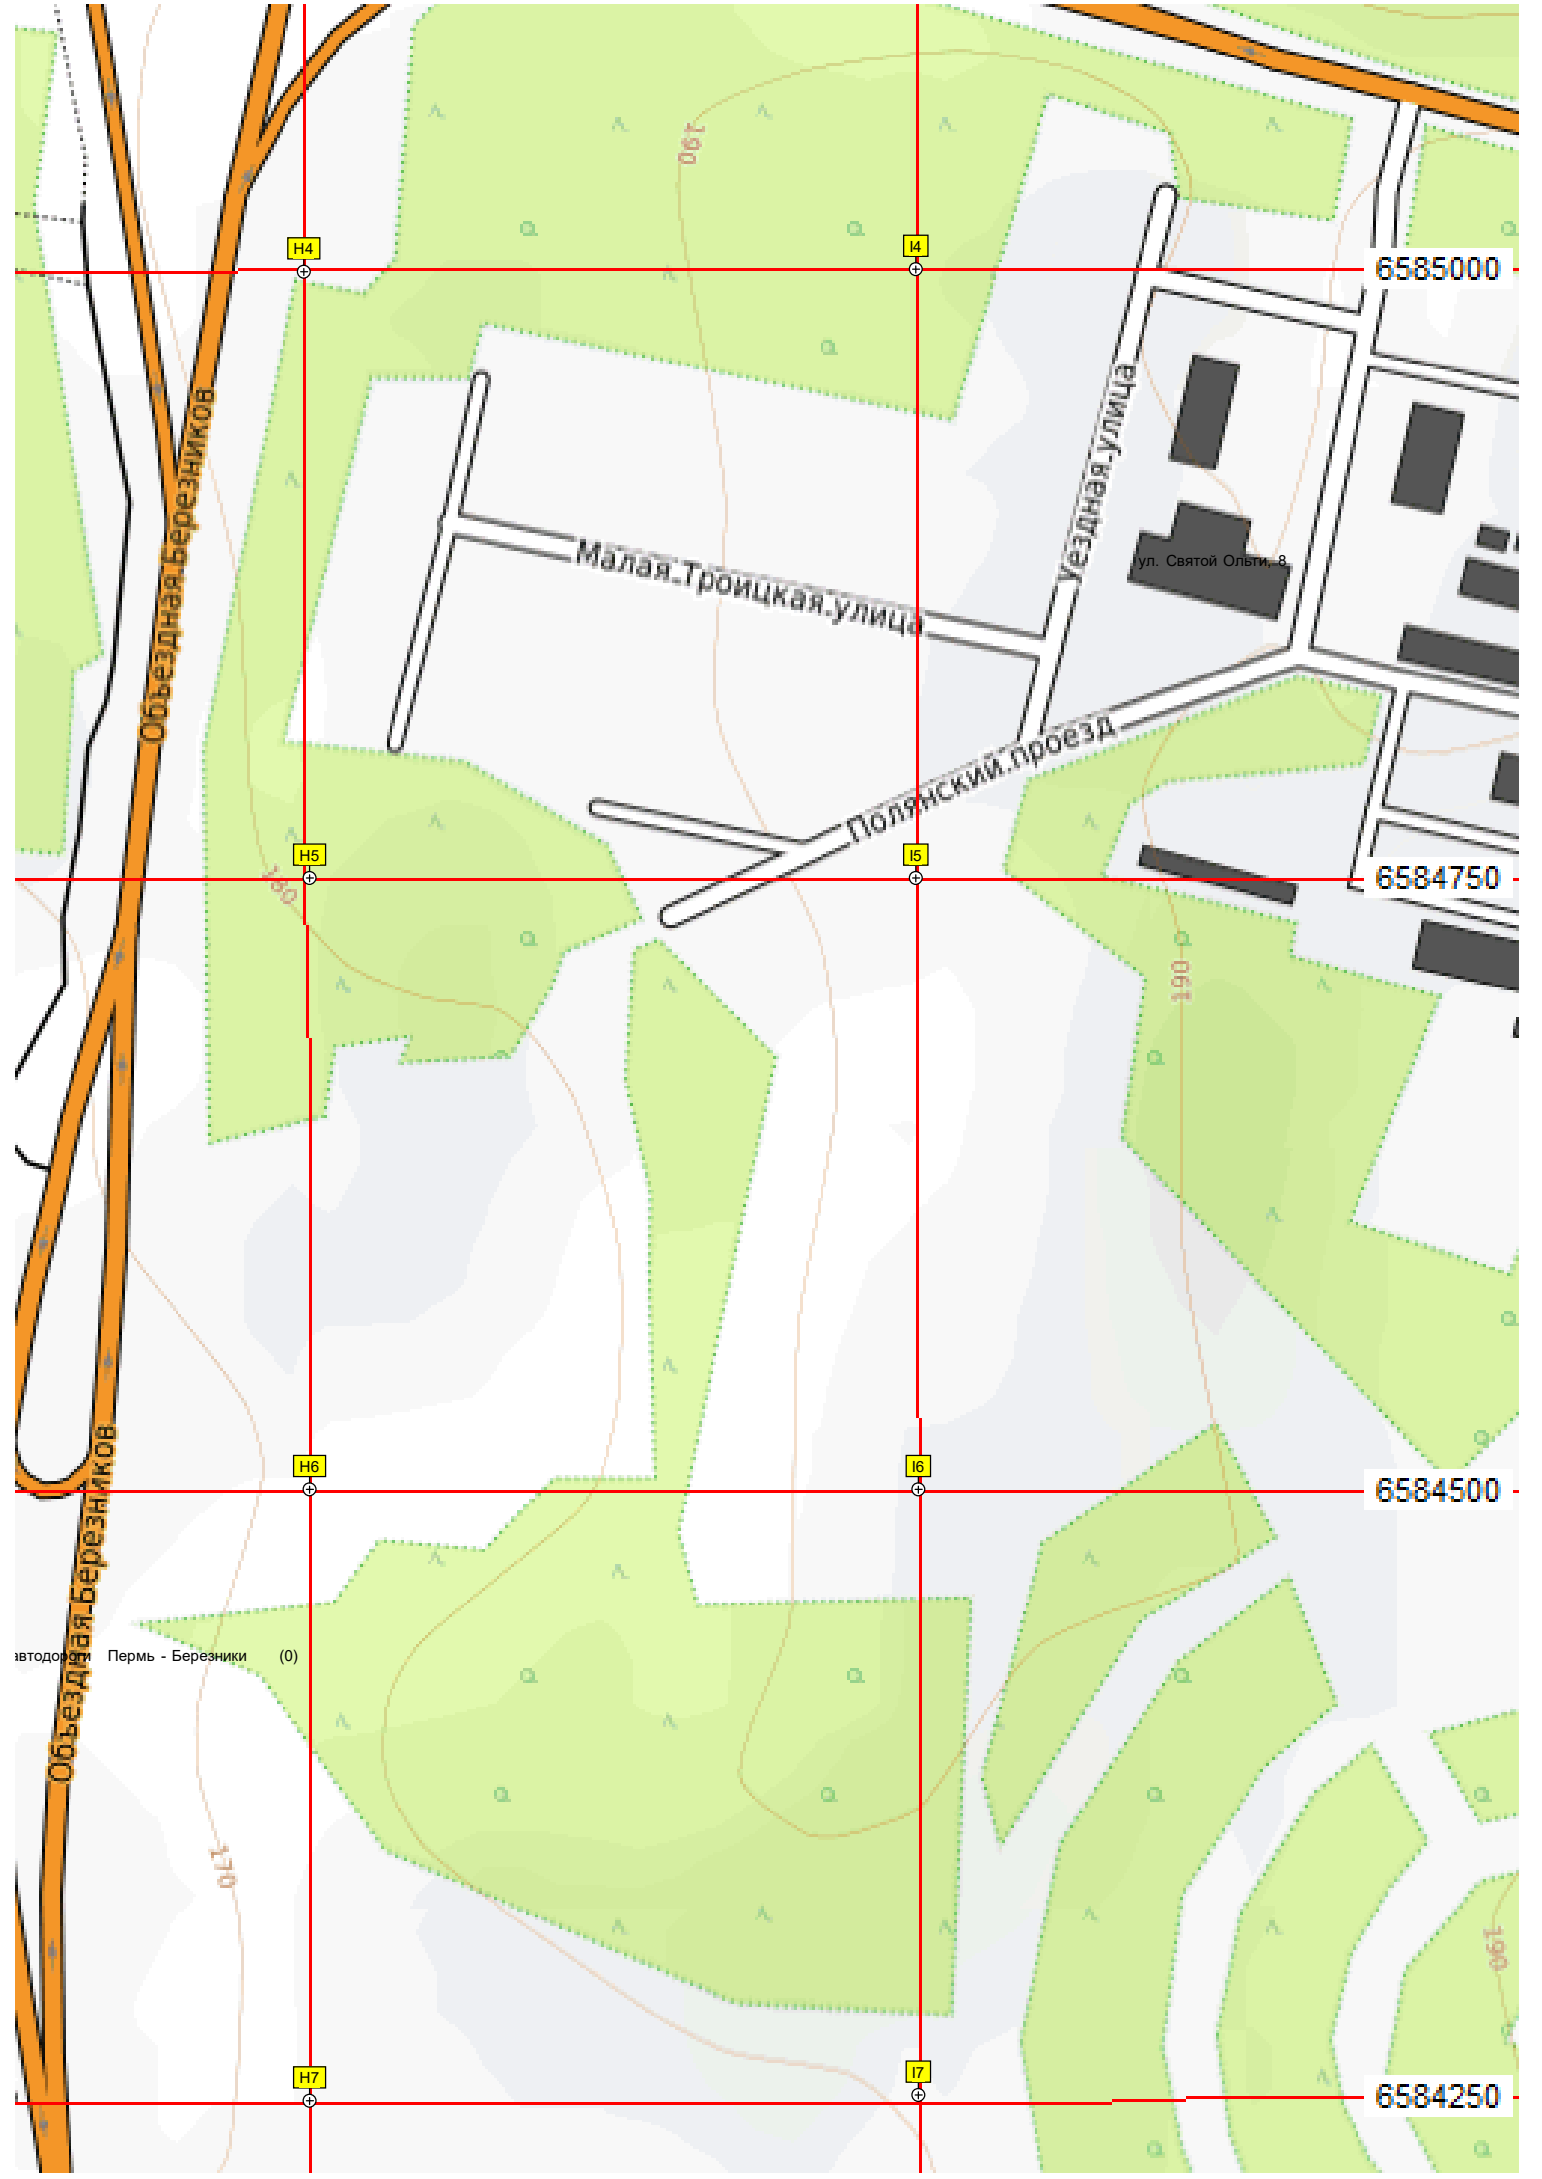 190
H4
I4
6585000
Объездная Березников
Уездная улица
Малая Троицкая улица
ул. Святой Ольги, 8
Полянский проезд
H5
I5
6584750
180
190
H6
I6
6584500
Объездная Березников
автодороги Пермь - Березники (0)
170
190
H7
I7
6584250